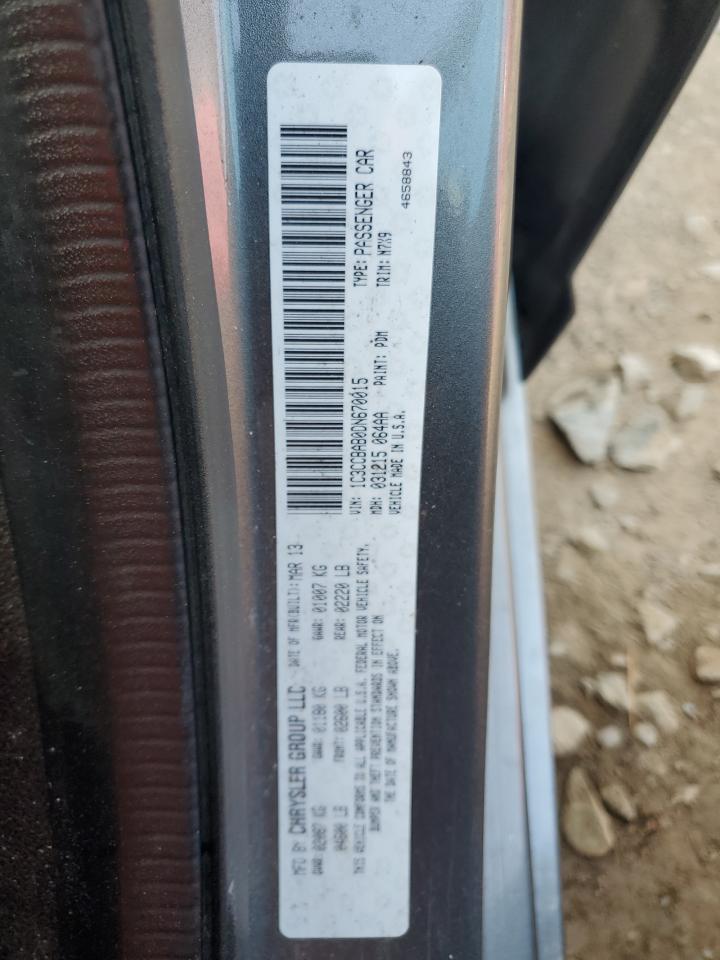 MFD BY: CHRYSLER GROUP LLC DATE OF MFR(BUILT): MAR 13
GVWR: 02087 KG GAWR: 01180 KG GAWR: 01007 KG
04600 LB FRONT: 02600 LB REAR: 02220 LB
THIS VEHICLE CONFORMS TO ALL APPLICABLE U.S.A. FEDERAL MOTOR VEHICLE SAFETY,
BUMPER AND THEFT PREVENTION STANDARDS IN EFFECT ON
THE DATE OF MANUFACTURE SHOWN ABOVE.
VIN: 1C3CCBAB0DN670015 TYPE: PASSENGER CAR
MDH: 031215 064AA PAINT: PDM TRIM: N7X9
VEHICLE MADE IN U.S.A. 4658843